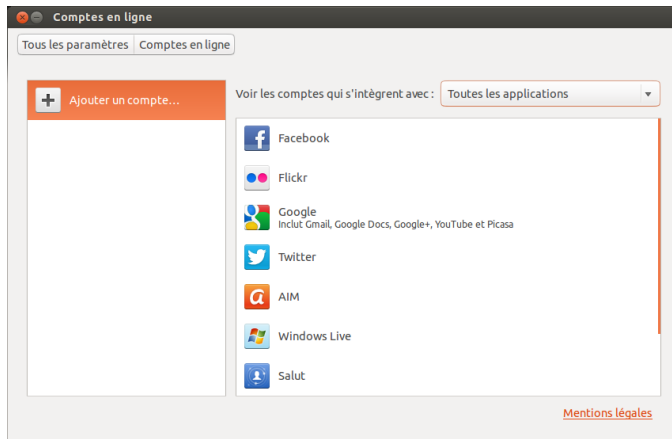 Comptes en ligne
Tous les paramètres Comptes en ligne
Ajouter un compte...
Voir les comptes qui s'intègrent avec : Toutes les applications
Facebook
Flickr
Google
Inclut Gmail, Google Docs, Google+, YouTube et Picasa
Twitter
AIM
Windows Live
Salut
Mentions légales